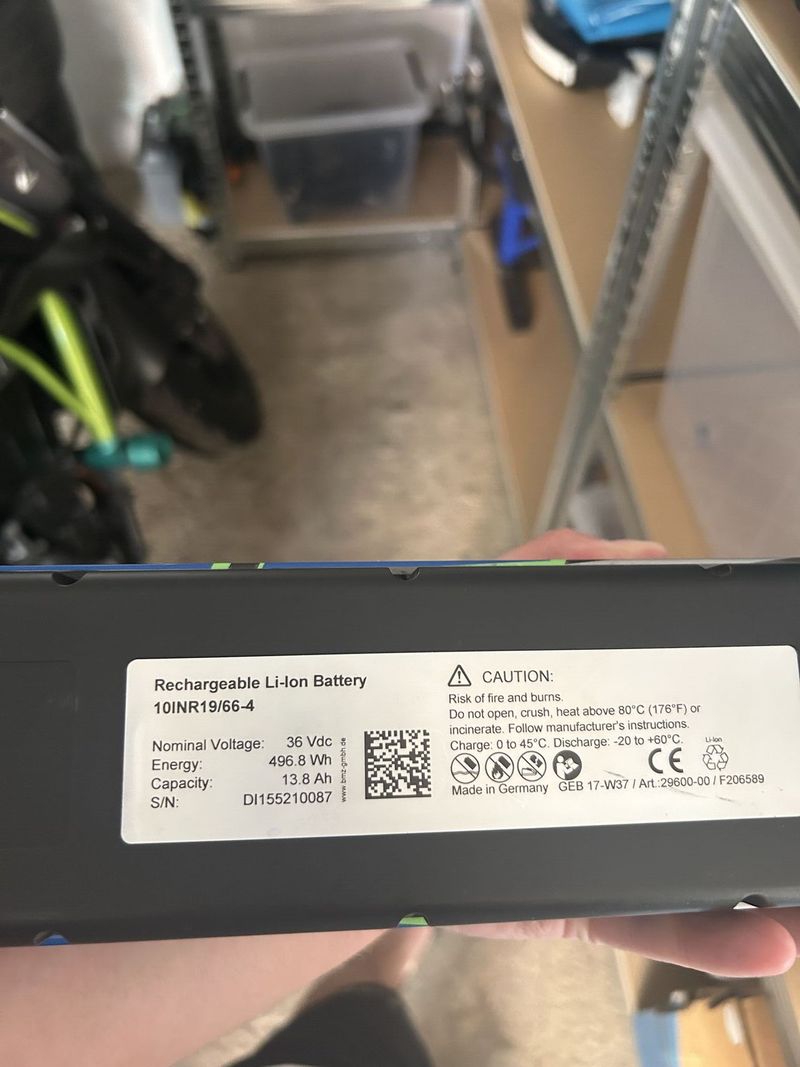 Rechargeable Li-Ion Battery
10INR19/66-4
Nominal Voltage: 36 Vdc
Energy: 496.8 Wh
Capacity: 13.8 Ah
S/N: DI155210087
www.bmz-gmbh.de
CAUTION:
Risk of fire and burns.
Do not open, crush, heat above 80°C (176°F) or
incinerate. Follow manufacturer's instructions.
Charge: 0 to 45°C. Discharge: -20 to +60°C.
CE
Li-Ion
Made in Germany GEB 17-W37 / Art.:29600-00 / F206589